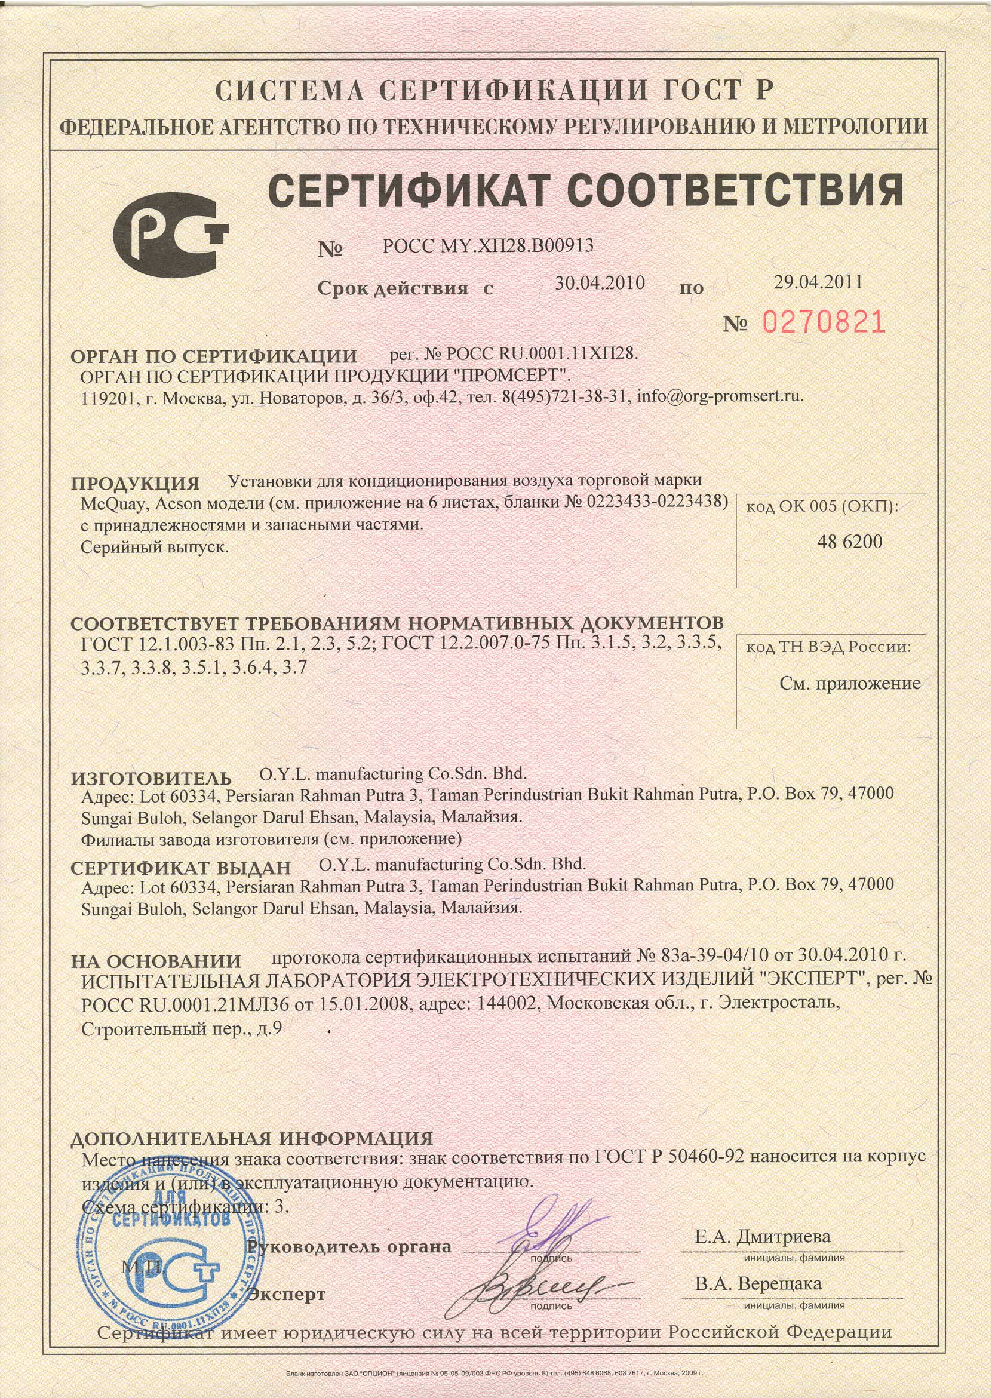 СИСТЕМА СЕРТИФИКАЦИИ ГОСТ Р
ФЕДЕРАЛЬНОЕ АГЕНТСТВО ПО ТЕХНИЧЕСКОМУ РЕГУЛИРОВАНИЮ И МЕТРОЛОГИИ
СЕРТИФИКАТ СООТВЕТСТВИЯ
№ РОСС MY.ХП28.В00913
Срок действия с 30.04.2010 по 29.04.2011
№ 0270821
ОРГАН ПО СЕРТИФИКАЦИИ рег. № РОСС RU.0001.11ХП28.
ОРГАН ПО СЕРТИФИКАЦИИ ПРОДУКЦИИ "ПРОМСЕРТ".
119201, г. Москва, ул. Новаторов, д. 36/3, оф.42, тел. 8(495)721-38-31, info@org-promsert.ru.
ПРОДУКЦИЯ Установки для кондиционирования воздуха торговой марки
McQuay, Acson модели (см. приложение на 6 листах, бланки № 0223433-0223438)
с принадлежностями и запасными частями.
Серийный выпуск.
код ОК 005 (ОКП):
48 6200
СООТВЕТСТВУЕТ ТРЕБОВАНИЯМ НОРМАТИВНЫХ ДОКУМЕНТОВ
ГОСТ 12.1.003-83 Пп. 2.1, 2.3, 5.2; ГОСТ 12.2.007.0-75 Пп. 3.1.5, 3.2, 3.3.5,
3.3.7, 3.3.8, 3.5.1, 3.6.4, 3.7
код ТН ВЭД России:
См. приложение
ИЗГОТОВИТЕЛЬ O.Y.L. manufacturing Co.Sdn. Bhd.
Адрес: Lot 60334, Persiaran Rahman Putra 3, Taman Perindustrian Bukit Rahman Putra, P.O. Box 79, 47000
Sungai Buloh, Selangor Darul Ehsan, Malaysia, Малайзия.
Филиалы завода изготовителя (см. приложение)
СЕРТИФИКАТ ВЫДАН O.Y.L. manufacturing Co.Sdn. Bhd.
Адрес: Lot 60334, Persiaran Rahman Putra 3, Taman Perindustrian Bukit Rahman Putra, P.O. Box 79, 47000
Sungai Buloh, Selangor Darul Ehsan, Malaysia, Малайзия.
НА ОСНОВАНИИ протокола сертификационных испытаний № 83а-39-04/10 от 30.04.2010 г.
ИСПЫТАТЕЛЬНАЯ ЛАБОРАТОРИЯ ЭЛЕКТРОТЕХНИЧЕСКИХ ИЗДЕЛИЙ "ЭКСПЕРТ", рег. №
РОСС RU.0001.21МЛ36 от 15.01.2008, адрес: 144002, Московская обл., г. Электросталь,
Строительный пер., д.9
ДОПОЛНИТЕЛЬНАЯ ИНФОРМАЦИЯ
Место нанесения знака соответствия: знак соответствия по ГОСТ Р 50460-92 наносится на корпус
изделия и (или) в эксплуатационную документацию.
Схема сертификации: 3.
ДЛЯ
СЕРТИФИКАТОВ
М.П.
Руководитель органа
подпись
Е.А. Дмитриева
инициалы, фамилия
Эксперт
подпись
В.А. Верещака
инициалы, фамилия
Сертификат имеет юридическую силу на всей территории Российской Федерации